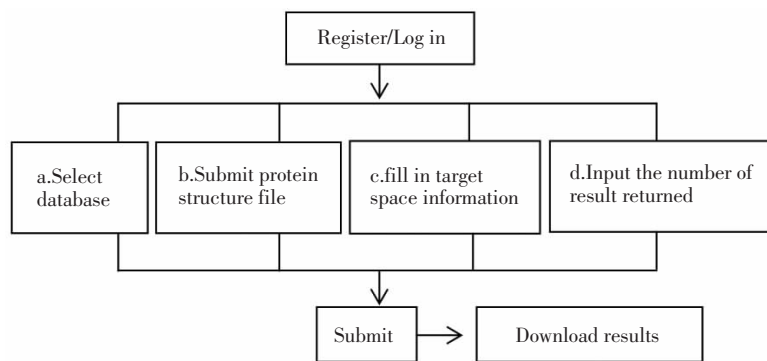 Register/Log in
a.Select
database
b.Submit protein
structure file
c.fill in target
space information
d.Input the number of
result returned
Submit
Download results